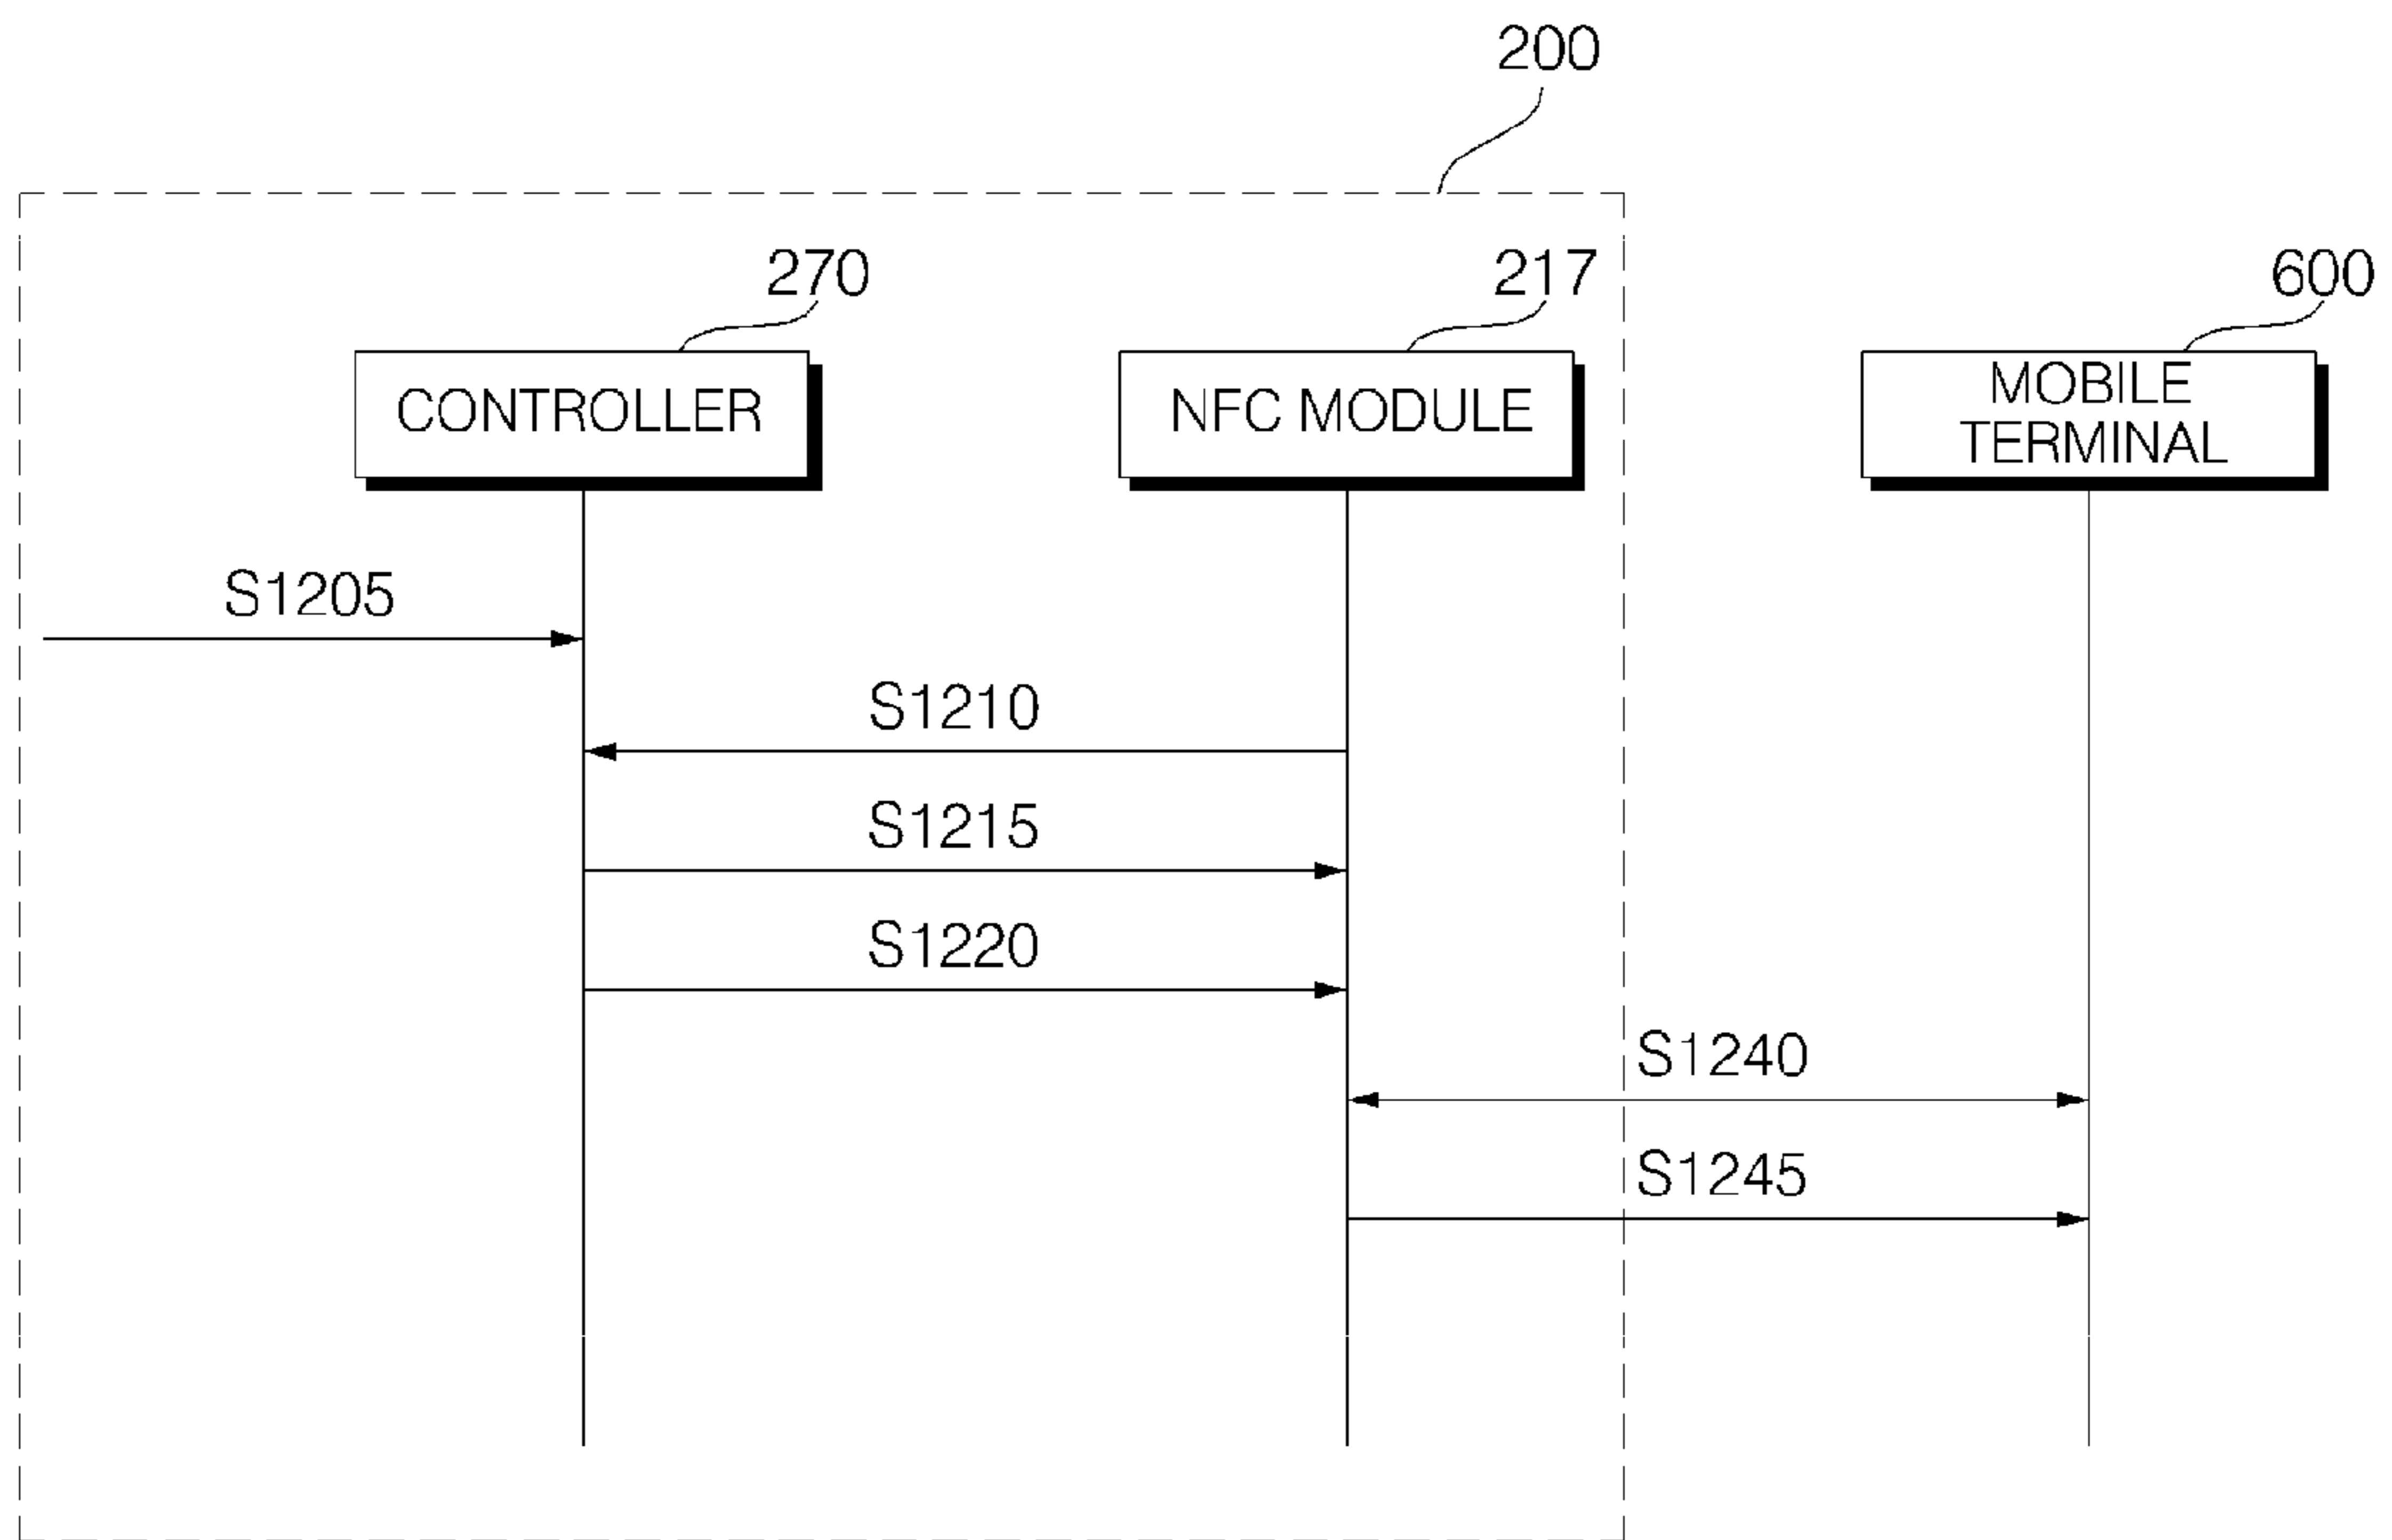 200
270
217
600
CONTROLLER
NFC MODULE
MOBILE
TERMINAL
S1205
S1210
S1215
S1220
S1240
S1245